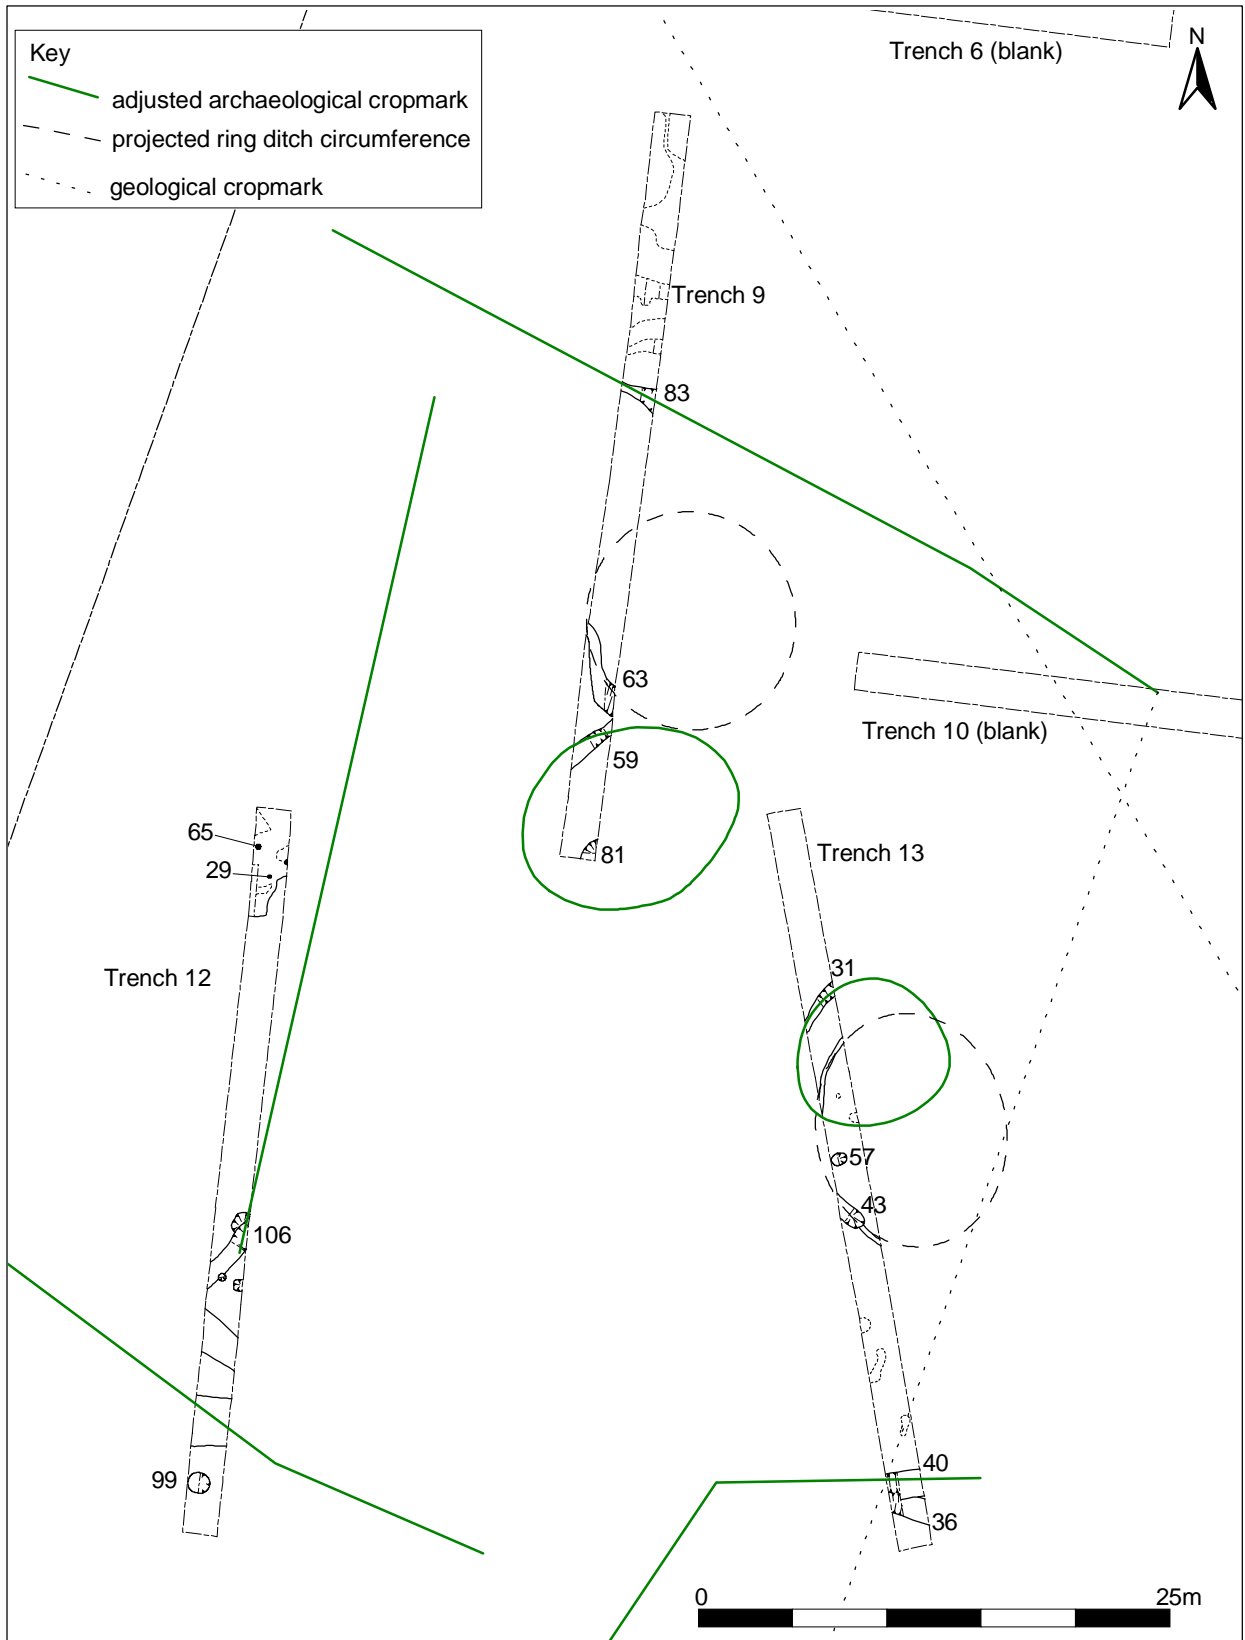 Key
adjusted archaeological cropmark
projected ring ditch circumference
geological cropmark
Trench 6 (blank)
N
Trench 9
83
63
Trench 10 (blank)
59
65
81
Trench 13
29
31
Trench 12
57
43
106
40
99
36
0 25m